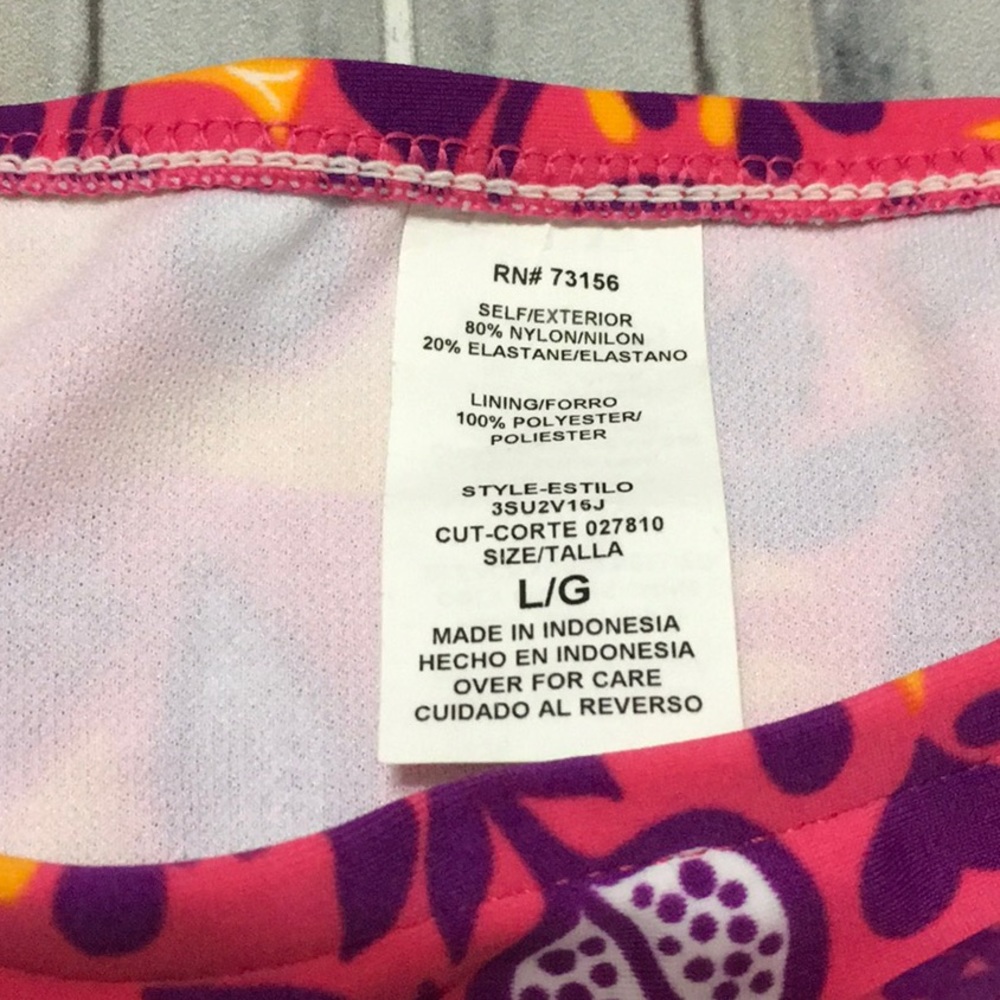 RN# 73156
SELF/EXTERIOR
80% NYLON/NILON
20% ELASTANE/ELASTANO
LINING/FORRO
100% POLYESTER/
POLIESTER
STYLE-ESTILO
3SU2V15J
CUT-CORTE 027810
SIZE/TALLA
L/G
MADE IN INDONESIA
HECHO EN INDONESIA
OVER FOR CARE
CUIDADO AL REVERSO